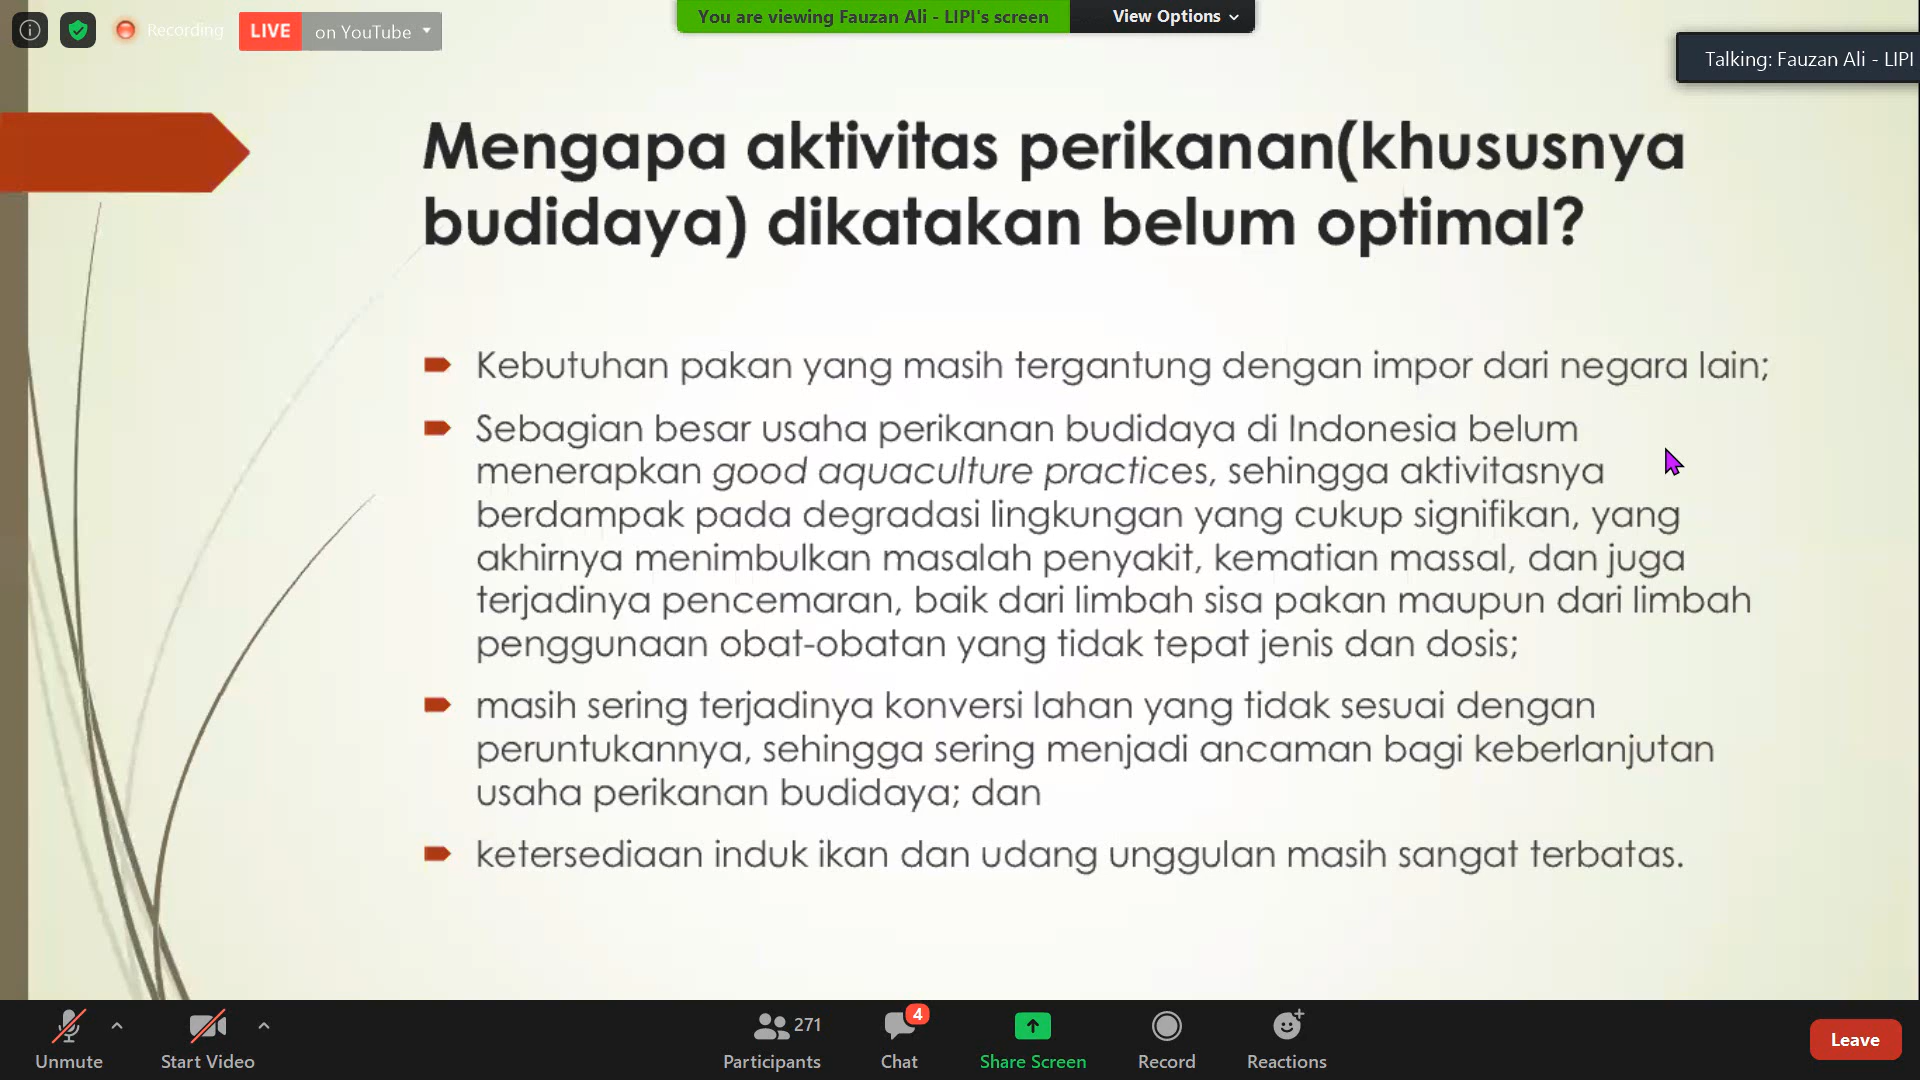 Recording
LIVE on YouTube
You are viewing Fauzan Ali - LIPI's screen
View Options
Talking: Fauzan Ali - LIPI
Mengapa aktivitas perikanan(khususnya
budidaya) dikatakan belum optimal?
Kebutuhan pakan yang masih tergantung dengan impor dari negara lain;
Sebagian besar usaha perikanan budidaya di Indonesia belum
menerapkan good aquaculture practices, sehingga aktivitasnya
berdampak pada degradasi lingkungan yang cukup signifikan, yang
akhirnya menimbulkan masalah penyakit, kematian massal, dan juga
terjadinya pencemaran, baik dari limbah sisa pakan maupun dari limbah
penggunaan obat-obatan yang tidak tepat jenis dan dosis;
masih sering terjadinya konversi lahan yang tidak sesuai dengan
peruntukannya, sehingga sering menjadi ancaman bagi keberlanjutan
usaha perikanan budidaya; dan
ketersediaan induk ikan dan udang unggulan masih sangat terbatas.
Unmute
Start Video
271
Participants
4
Chat
Share Screen
Record
Reactions
Leave